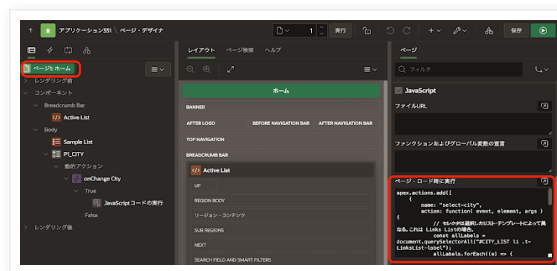 アプリケーション331 \ ページ・デザイナ
1
実行
保存
ページ1: ホーム
レンダリング前
コンポーネント
Breadcrumb Bar
Active List
Body
Sample List
P1_CITY
動的アクション
onChange City
True
JavaScriptコードの実行
False
レンダリング後
レイアウト ページ検索 ヘルプ
ホーム
BANNER
AFTER LOGO BEFORE NAVIGATION BAR AFTER NAVIGATION BAR
TOP NAVIGATION
BREADCRUMB BAR
Active List
UP
REGION BODY
リージョン・コンテンツ
SUB REGIONS
NEXT
SEARCH FIELD AND SMART FILTERS
ページ
フィルタ
JavaScript
ファイルURL
ファンクションおよびグローバル変数の宣言
ページ・ロード時に実行
apex.actions.add([
{
name: "select-city",
action: function( event, element, args )
{
// セレクタは選択したリスト・テンプレートによって異
なる。これは Links Listの場合。
const allLabels =
document.querySelectorAll("#CITY_LIST li .t-
LinksList-label");
allLabels.forEach((e) => {